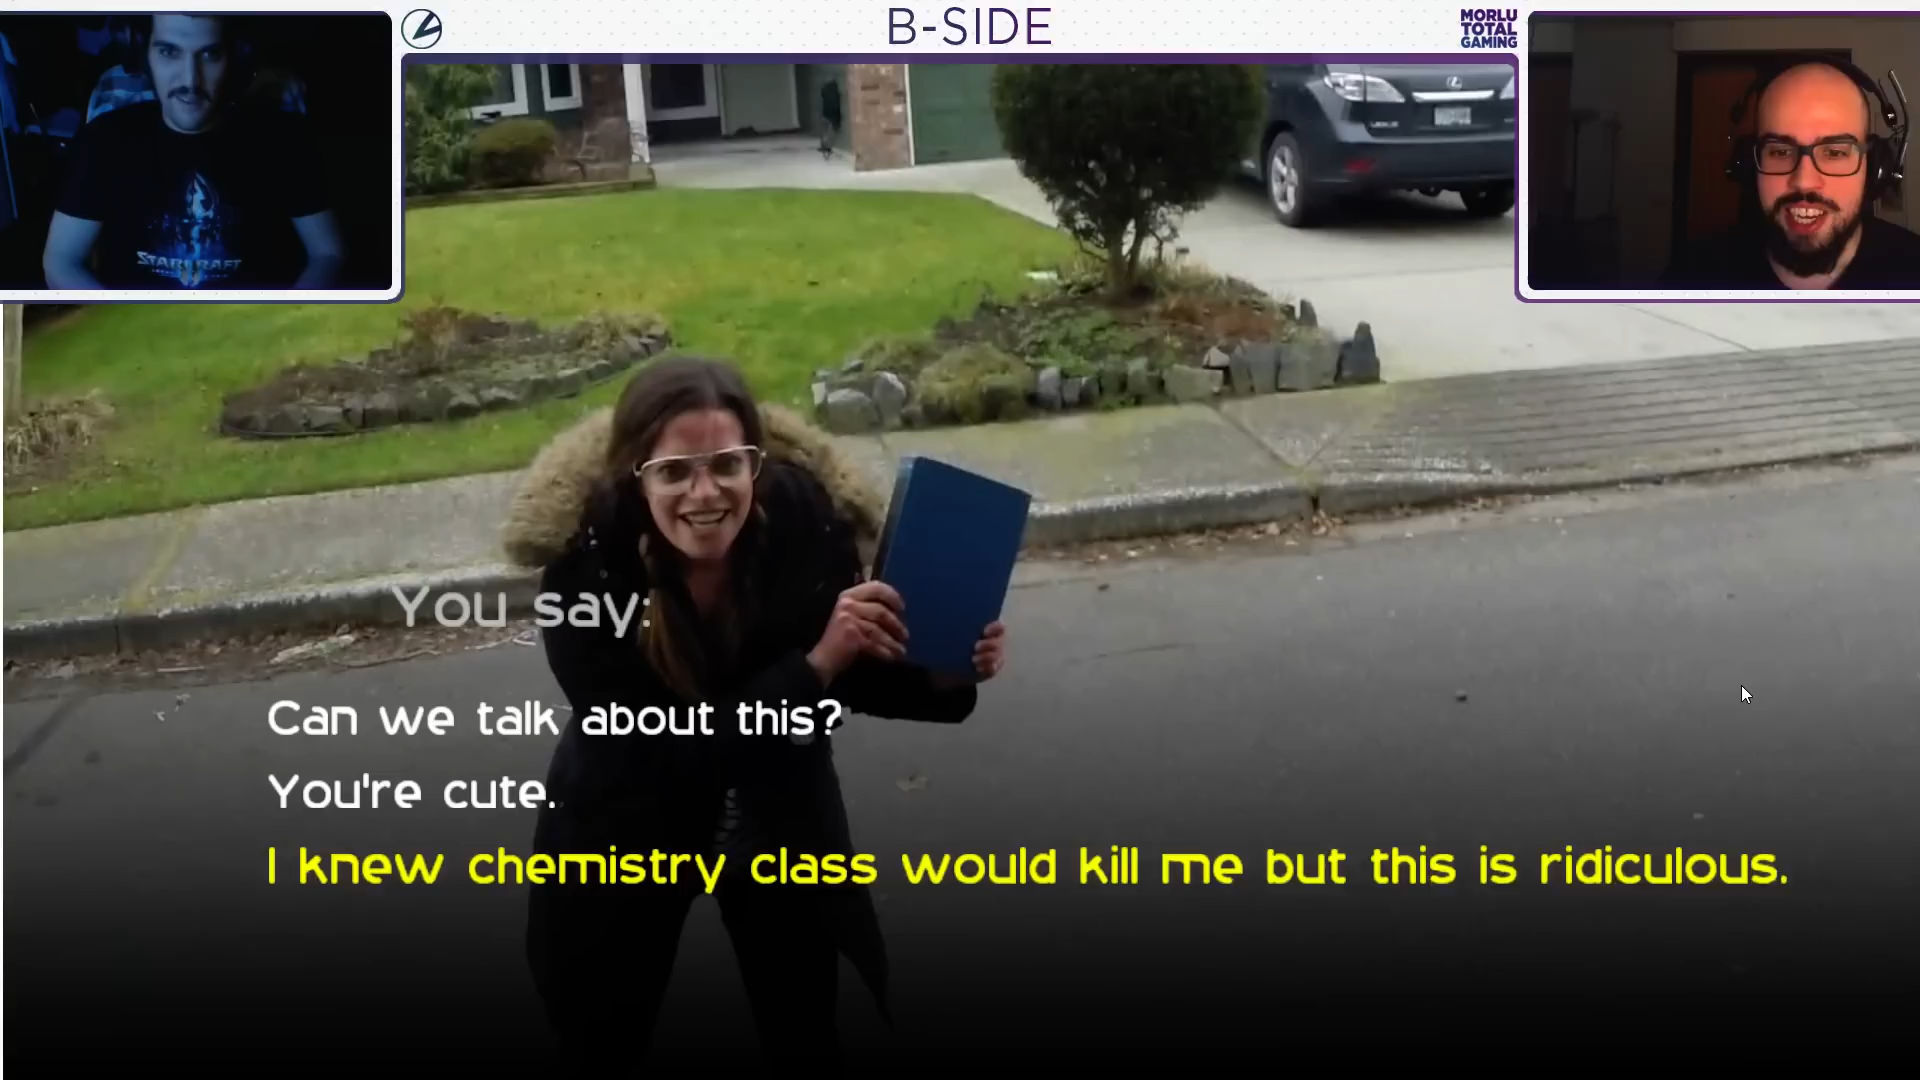 B-SIDE
MORLU
TOTAL
GAMING
STARCRAFT
You say:
Can we talk about this?
You're cute.
I knew chemistry class would kill me but this is ridiculous.